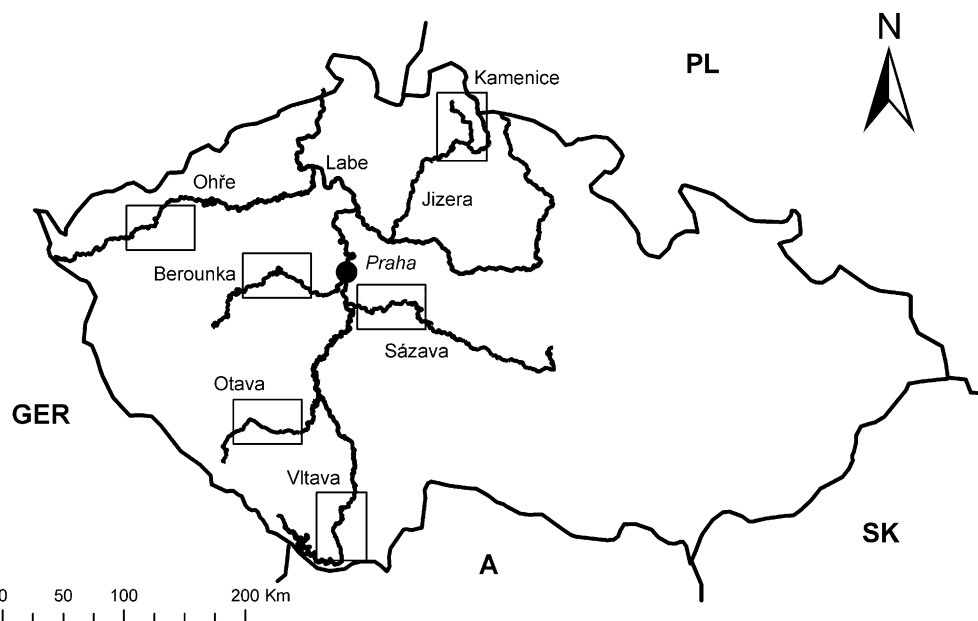 N
PL
Kamenice
Labe
Ohře
Jizera
Praha
Berounka
Sázava
Otava
GER
Vltava
SK
A
0 50 100 200 Km